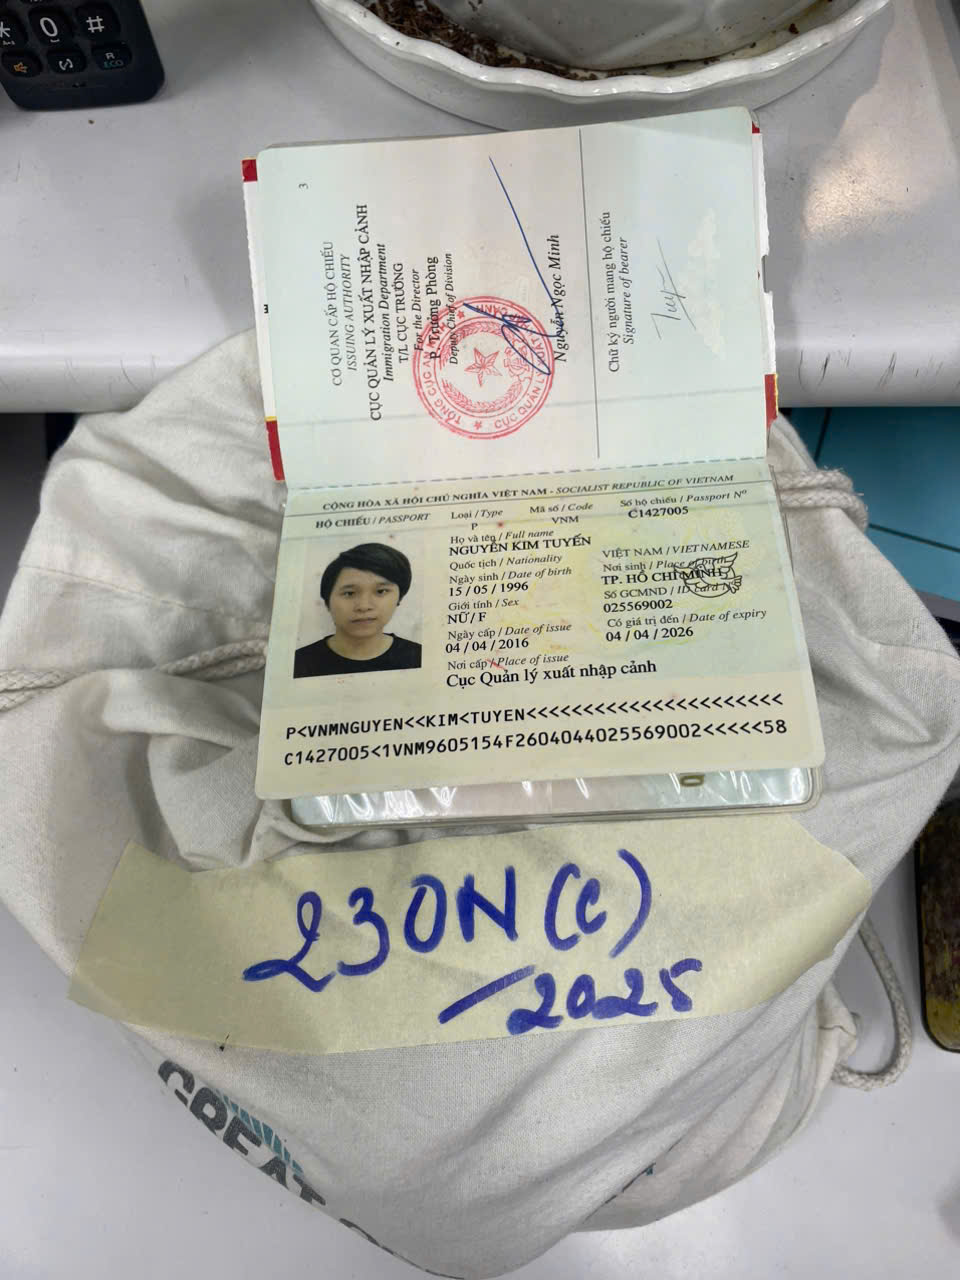 * 0 #
R
ECO
3
CƠ QUAN CẤP HỘ CHIẾU
ISSUING AUTHORITY
CỤC QUẢN LÝ XUẤT NHẬP CẢNH
Immigration Department
T/L CỤC TRƯỞNG
For the Director
P. Trưởng Phòng
Deputy Chief of Division
Nguyễn Ngọc Minh
Chữ ký người mang hộ chiếu
Signature of bearer
Tuyế
CỘNG HÒA XÃ HỘI CHỦ NGHĨA VIỆT NAM - SOCIALIST REPUBLIC OF VIETNAM
HỘ CHIẾU / PASSPORT Loại / Type Mã số / Code Số hộ chiếu / Passport Nº
P VNM C1427005
Họ và tên / Full name
NGUYỄN KIM TUYẾN
Quốc tịch / Nationality VIỆT NAM / VIETNAMESE
Ngày sinh / Date of birth Nơi sinh / Place of birth
15 / 05 / 1996 TP. HỒ CHÍ MINH
Giới tính / Sex Số GCMND / ID card Nº
NỮ / F 025569002
Ngày cấp / Date of issue Có giá trị đến / Date of expiry
04 / 04 / 2016 04 / 04 / 2026
Nơi cấp / Place of issue
Cục Quản lý xuất nhập cảnh
P<VNMNGUYEN<<KIM<TUYEN<<<<<<<<<<<<<<<<<<<<<<
C1427005<1VNM9605154F2604044025569002<<<<<58
230N (C)
/2025
GREAT